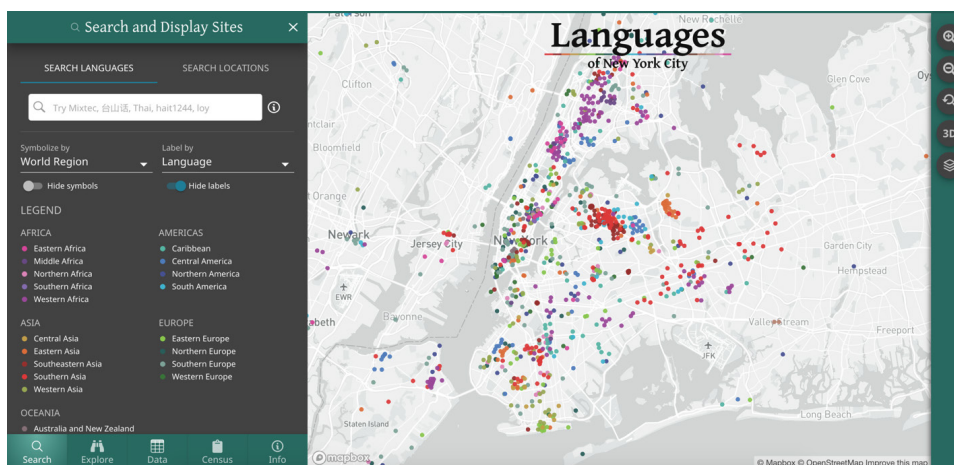 Search and Display Sites
SEARCH LANGUAGES
SEARCH LOCATIONS
Try Mixtec, 台山话, Thai, hait1244, loy
Symbolize by
World Region
Label by
Language
Hide symbols
Hide labels
LEGEND
AFRICA
Eastern Africa
Middle Africa
Northern Africa
Southern Africa
Western Africa
AMERICAS
Caribbean
Central America
Northern America
South America
ASIA
Central Asia
Eastern Asia
Southeastern Asia
Southern Asia
Western Asia
EUROPE
Eastern Europe
Northern Europe
Southern Europe
Western Europe
OCEANIA
Australia and New Zealand
Search
Explore
Data
Census
Info
Languages
of New York City
Paterson
New Rochelle
Clifton
Glen Cove
Oys
ntclair
Bloomfield
t Orange
Newark
Jersey City
New York
Garden City
Hempstead
EWR
zabeth
Bayonne
Valley Stream
Freeport
JFK
Long Beach
Staten Island
mapbox
© Mapbox © OpenStreetMap Improve this map
3D